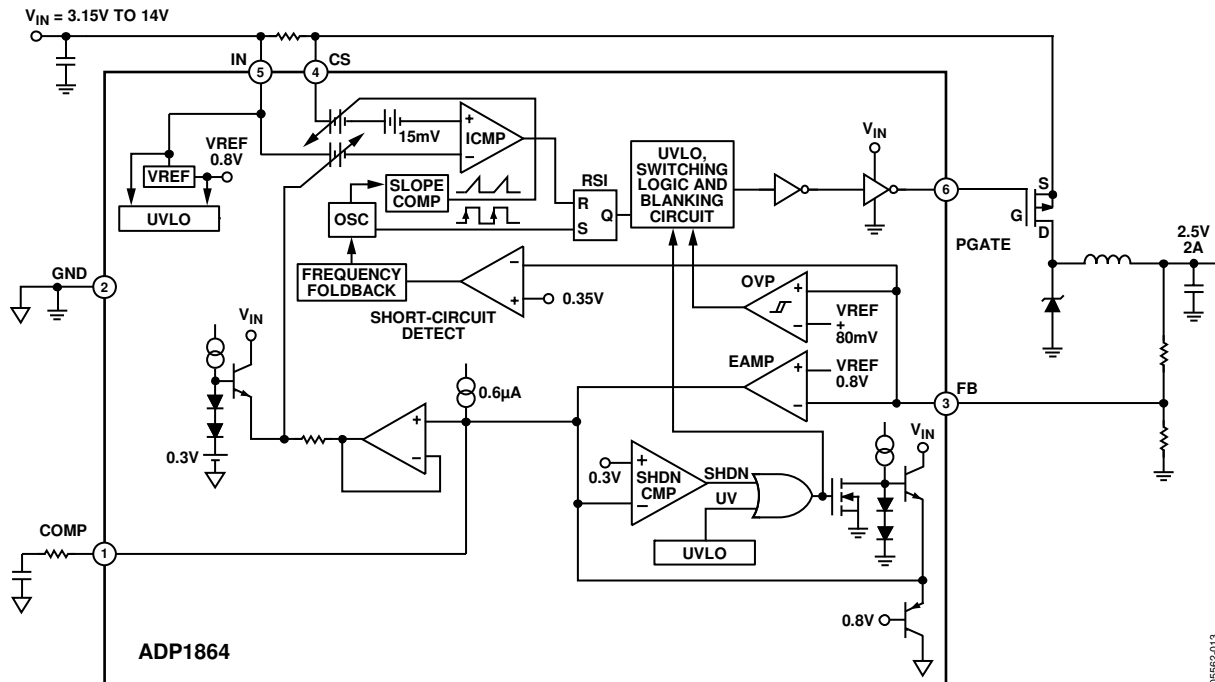 VIN = 3.15V TO 14V
IN
5
4
CS
15mV
+
ICMP
–
VREF
0.8V
VREF
UVLO
SLOPE
COMP
OSC
RSI
R
Q
S
UVLO,
SWITCHING
LOGIC AND
BLANKING
CIRCUIT
VIN
6
PGATE
S
G
D
2.5V
2A
GND
2
FREQUENCY
FOLDBACK
–
+
0.35V
SHORT-CIRCUIT
DETECT
OVP
+
–
VREF
+
80mV
VIN
0.3V
0.6µA
+
–
EAMP
+
–
VREF
0.8V
FB
3
0.3V
+
SHDN
CMP
–
SHDN
UV
UVLO
VIN
COMP
1
0.8V
ADP1864
05562-013